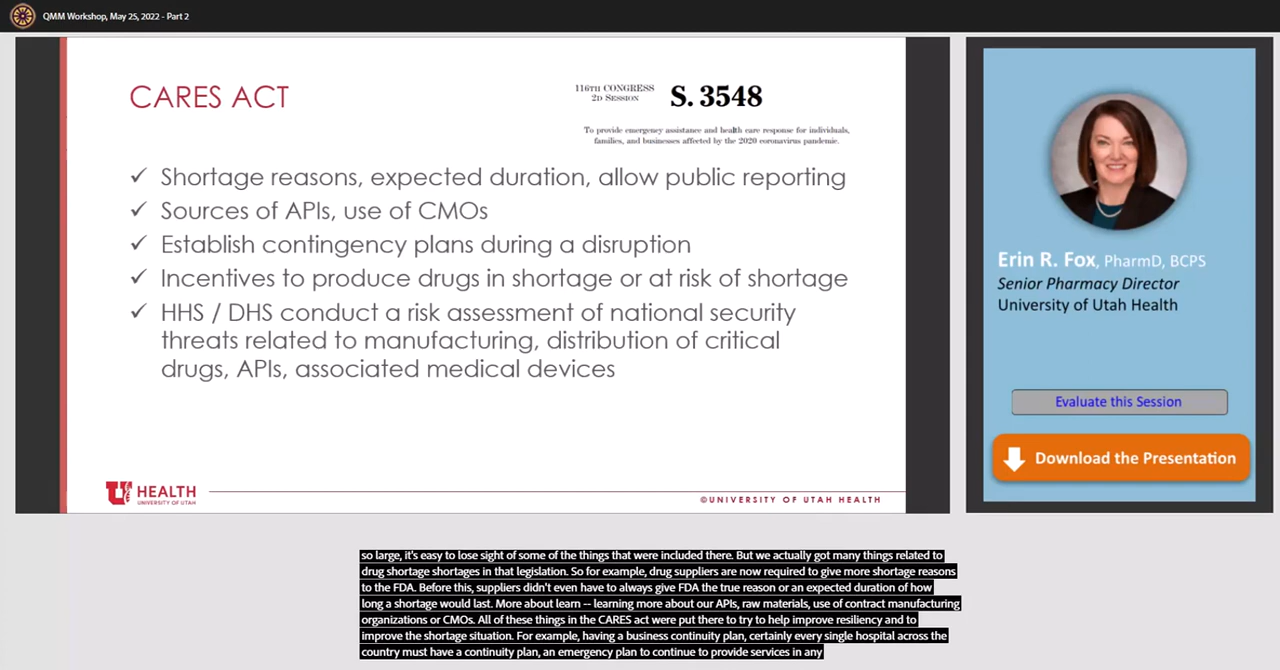 QMM Workshop, May 25, 2022 - Part 2
CARES ACT
116TH CONGRESS
2D SESSION
S. 3548
To provide emergency assistance and health care response for individuals,
families, and businesses affected by the 2020 coronavirus pandemic.
✓ Shortage reasons, expected duration, allow public reporting
✓ Sources of APIs, use of CMOs
✓ Establish contingency plans during a disruption
✓ Incentives to produce drugs in shortage or at risk of shortage
✓ HHS / DHS conduct a risk assessment of national security
threats related to manufacturing, distribution of critical
drugs, APIs, associated medical devices
U HEALTH
UNIVERSITY OF UTAH
©UNIVERSITY OF UTAH HEALTH
Erin R. Fox, PharmD, BCPS
Senior Pharmacy Director
University of Utah Health
Evaluate this Session
Download the Presentation
so large, it's easy to lose sight of some of the things that were included there. But we actually got many things related to
drug shortage shortages in that legislation. So for example, drug suppliers are now required to give more shortage reasons
to the FDA. Before this, suppliers didn't even have to always give FDA the true reason or an expected duration of how
long a shortage would last. More about learn -- learning more about our APIs, raw materials, use of contract manufacturing
organizations or CMOs. All of these things in the CARES act were put there to try to help improve resiliency and to
improve the shortage situation. For example, having a business continuity plan, certainly every single hospital across the
country must have a continuity plan, an emergency plan to continue to provide services in any